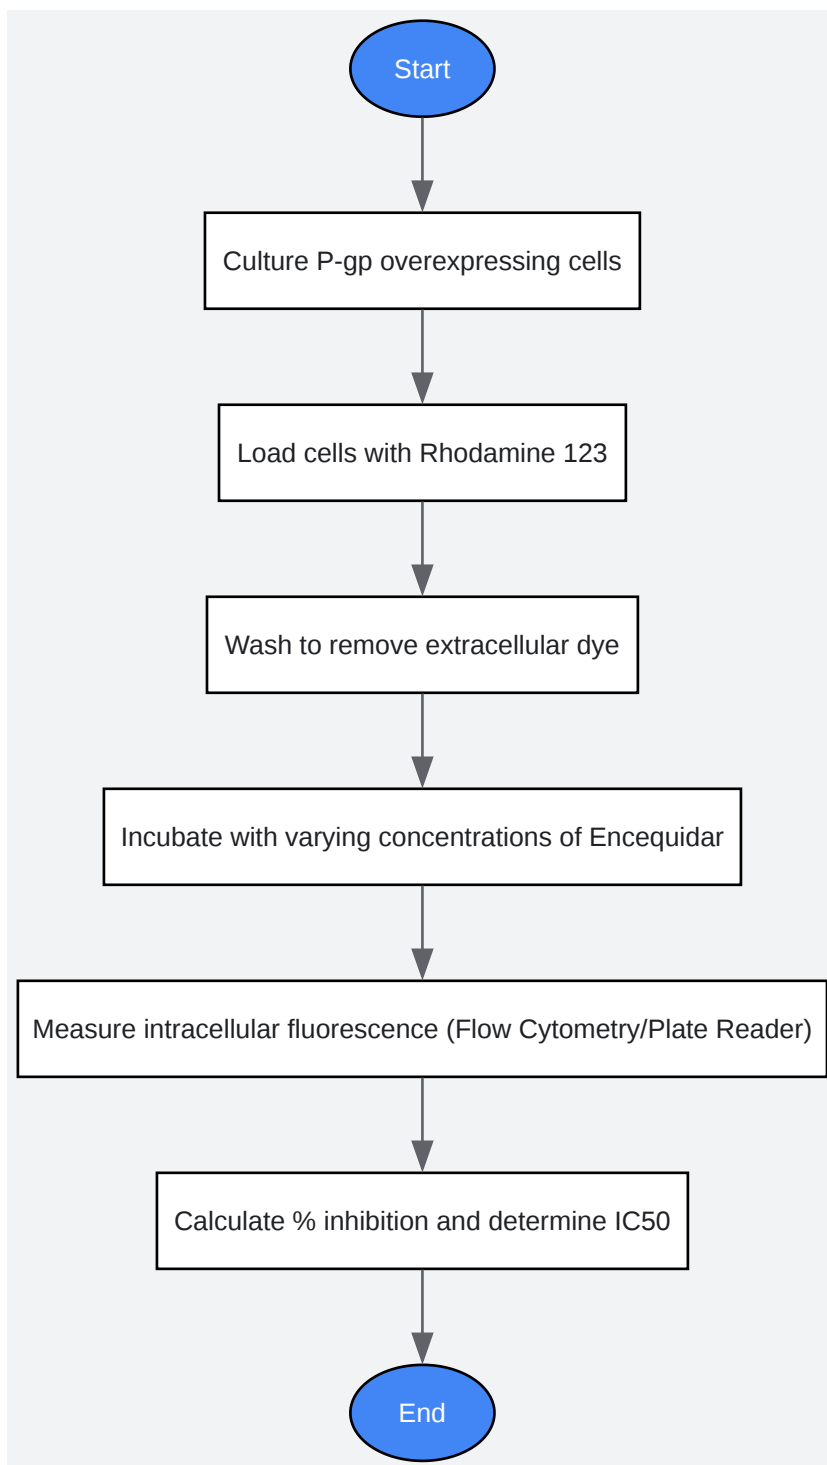 Start
Culture P-gp overexpressing cells
Load cells with Rhodamine 123
Wash to remove extracellular dye
Incubate with varying concentrations of Encequidar
Measure intracellular fluorescence (Flow Cytometry/Plate Reader)
Calculate % inhibition and determine IC50
End